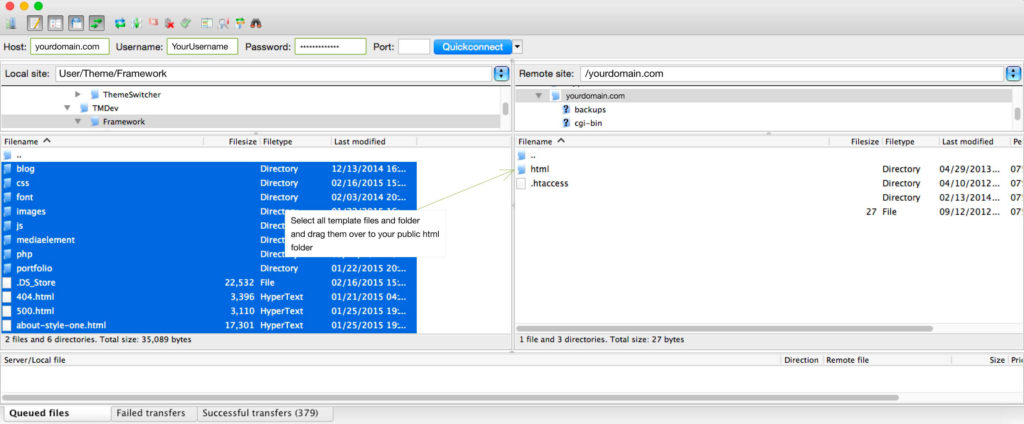 Host: yourdomain.com Username: YourUsername Password: ••••••••••••• Port: Quickconnect
Local site: User/Theme/Framework
Remote site: /yourdomain.com
ThemeSwitcher
TMDev
Framework
yourdomain.com
backups
cgi-bin
Filename Filesize Filetype Last modified
..
blog Directory 12/13/2014 16:...
css Directory 02/16/2015 15:...
font Directory 02/03/2014 20:...
images
js
mediaelement
php
portfolio Directory 01/22/2015 20:...
.DS_Store 22,532 File 02/16/2015 15:...
404.html 3,396 HyperText 01/21/2015 04:...
500.html 3,110 HyperText 01/25/2015 19:...
about-style-one.html 17,301 HyperText 01/25/2015 19:...
2 files and 6 directories. Total size: 35,089 bytes
Select all template files and folder
and drag them over to your public html
folder
Filename Filesize Filetype Last modified Pe
..
html Directory 04/29/2013... 07
.htaccess Directory 04/10/2012... 07
Directory 02/13/2014... 07
27 File 09/12/2012... 07
1 file and 3 directories. Total size: 27 bytes
Server/Local file Direction Remote file Size Prio
Queued files Failed transfers Successful transfers (379)